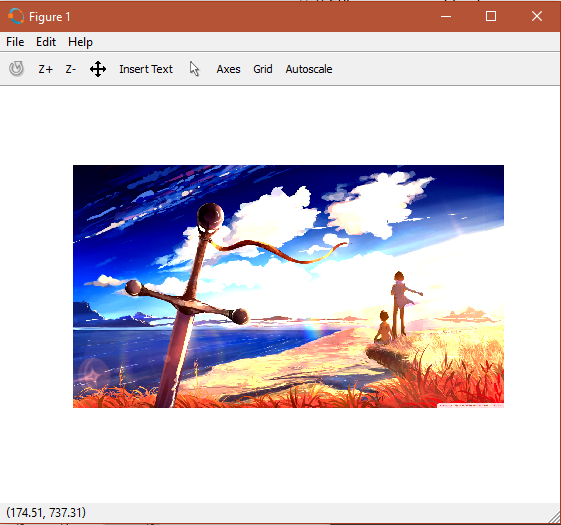 Figure 1
File Edit Help
Z+ Z- Insert Text Axes Grid Autoscale
(174.51, 737.31)